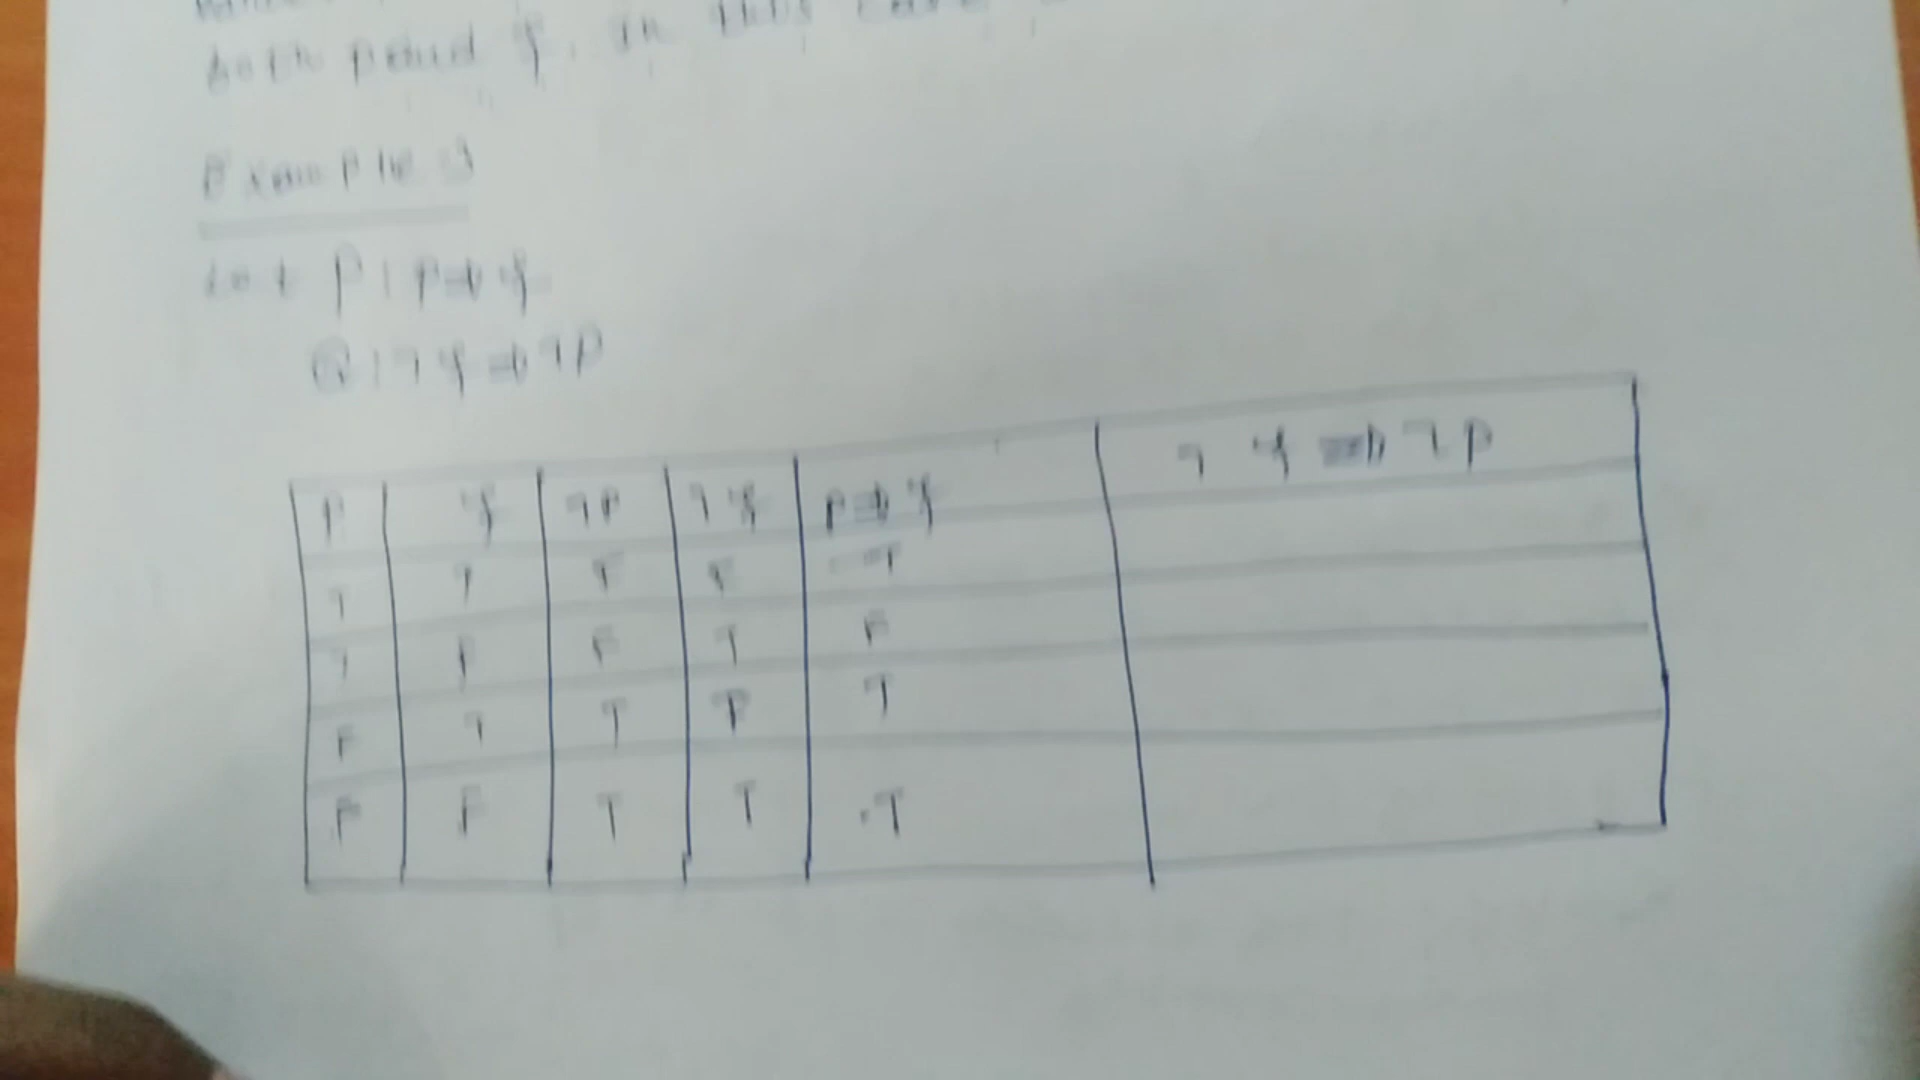 both p and q. In this case
Example 3
Let P: p⇒q
Q: ¬q⇒¬p
p q ¬p ¬q p⇒q ¬q⇒¬p
T T F F T
T F F T F
F T T F T
F F T T T